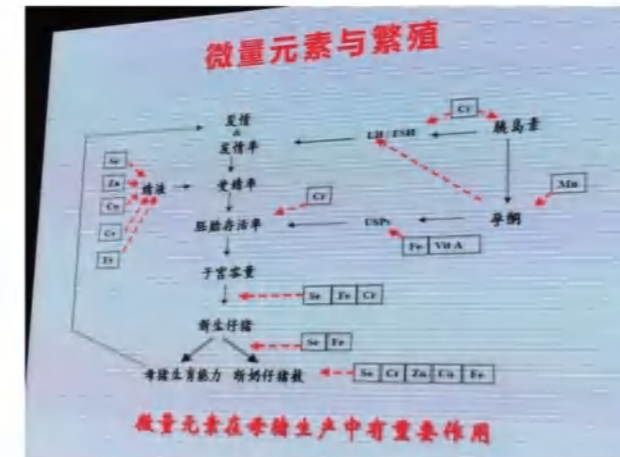 微量元素与繁殖
发情
&
发情率
LH / FSH
Cr
胰岛素
Se
Zn
Cu
Cr
Fe
精液
受精率
Cr
Mn
胚胎存活率
USPs
孕酮
Fe Vit A
子宫容量
Se Fe Cr
新生仔猪
Se Fe
母猪生育能力 断奶仔猪数
Se Cr Zn Cu Fe
微量元素在母猪生产中有重要作用